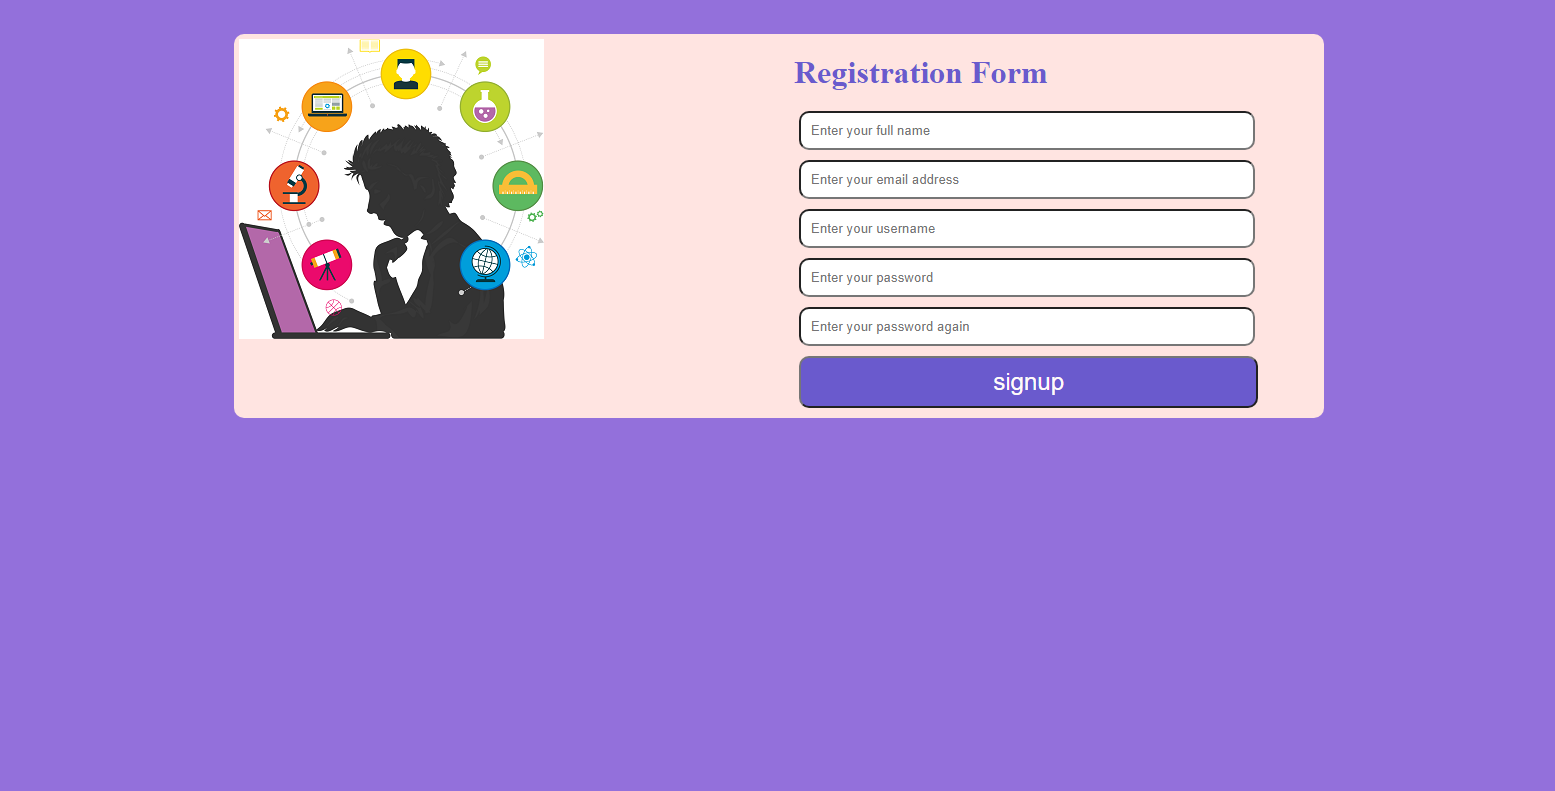 Registration Form
Enter your full name
Enter your email address
Enter your username
Enter your password
Enter your password again
signup